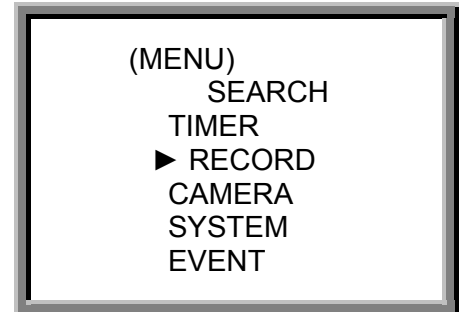 (MENU)
SEARCH
TIMER
► RECORD
CAMERA
SYSTEM
EVENT